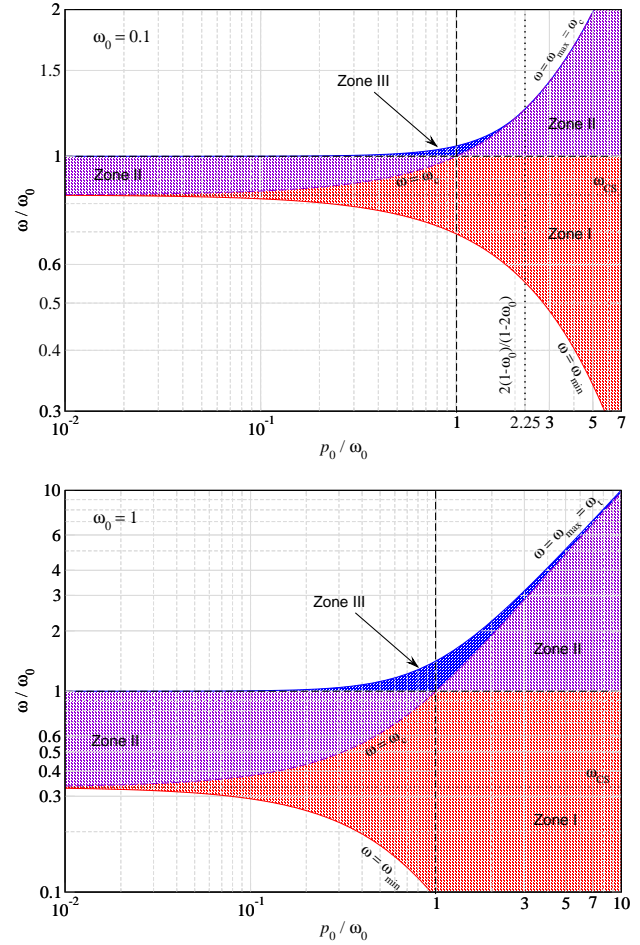 2
ω₀ = 0.1
ω = ω_max = ω_c
1.5
Zone III
Zone II
1
Zone II
ω = ω_c
ω_CS
ω / ω₀
Zone I
0.6
0.5
2(1-ω₀)/(1-2ω₀)
ω = ω_min
0.4
0.3
10⁻² 10⁻¹ 1 2.25 3 5 7
p₀ / ω₀
10
ω₀ = 1
ω = ω_max = ω_t
6
4
3
Zone III
2
Zone II
1
ω / ω₀
Zone II
0.6
0.5
ω = ω_c
0.4
ω_CS
0.3
Zone I
ω = ω_min
0.1
10⁻² 10⁻¹ 1 3 5 7 10
p₀ / ω₀